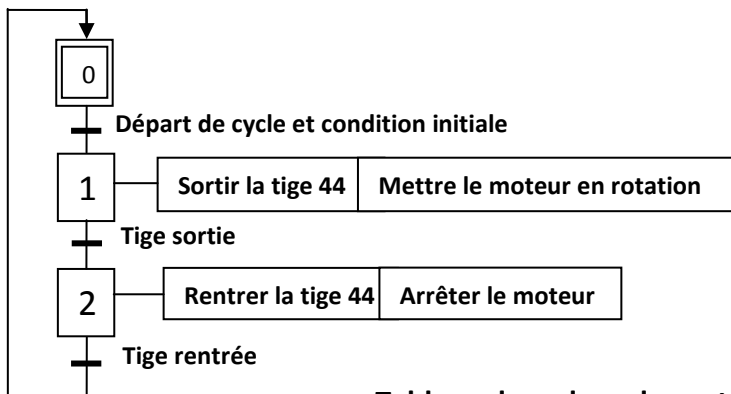 0
Départ de cycle et condition initiale
1 Sortir la tige 44 Mettre le moteur en rotation
Tige sortie
2 Rentrer la tige 44 Arrêter le moteur
Tige rentrée